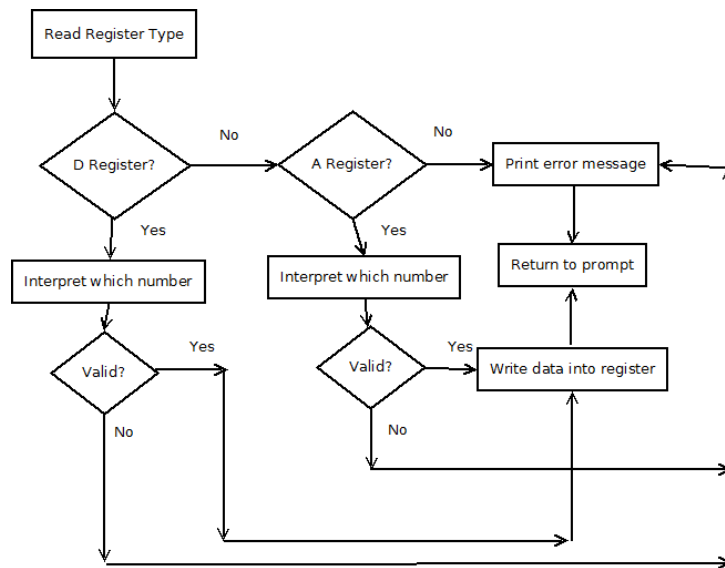 Read Register Type
No
No
D Register?
A Register?
Print error message
Yes
Yes
Interpret which number
Interpret which number
Return to prompt
Yes
Yes
Valid?
Valid?
Write data into register
No
No